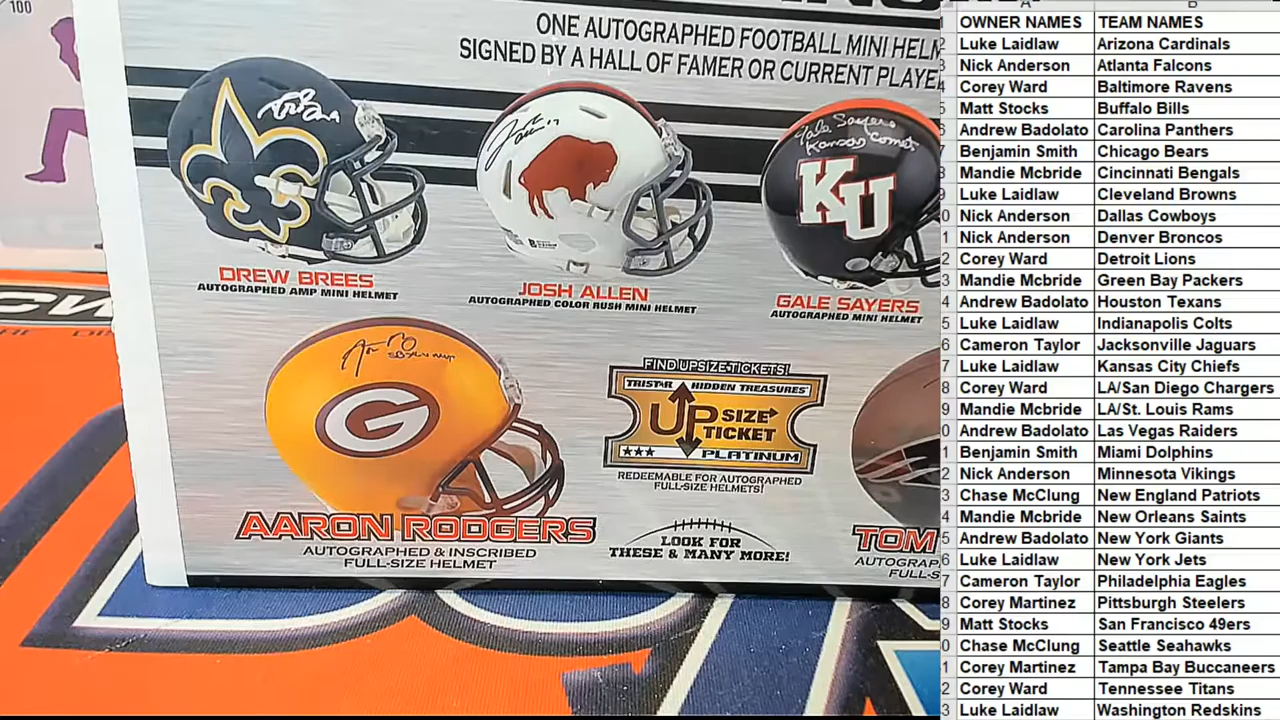 100
ONE AUTOGRAPHED FOOTBALL MINI
SIGNED BY A HALL OF FAMER OR CURRENT
Gale Sayers
Kansas Comet
KU
DREW BREES
AUTOGRAPHED AMP MINI HELMET
JOSH ALLEN
AUTOGRAPHED COLOR RUSH MINI HELMET
GALE SAYERS
AUTOGRAPHED MINI HELMET
G
FIND UPSIZE TICKETS!
TRISTAR HIDDEN TREASURES
UPSIZE
TICKET
PLATINUM
REDEEMABLE FOR AUTOGRAPHED
FULL-SIZE HELMETS!
AARON RODGERS
AUTOGRAPHED & INSCRIBED
FULL-SIZE HELMET
LOOK FOR
THESE & MANY MORE!
TOM
A B
OWNER NAMES TEAM NAMES
Luke Laidlaw Arizona Cardinals
Nick Anderson Atlanta Falcons
Corey Ward Baltimore Ravens
Matt Stocks Buffalo Bills
Andrew Badolato Carolina Panthers
Benjamin Smith Chicago Bears
Mandie Mcbride Cincinnati Bengals
Luke Laidlaw Cleveland Browns
Nick Anderson Dallas Cowboys
Nick Anderson Denver Broncos
Corey Ward Detroit Lions
Mandie Mcbride Green Bay Packers
Andrew Badolato Houston Texans
Luke Laidlaw Indianapolis Colts
Cameron Taylor Jacksonville Jaguars
Luke Laidlaw Kansas City Chiefs
Corey Ward LA/San Diego Chargers
Mandie Mcbride LA/St. Louis Rams
Andrew Badolato Las Vegas Raiders
Benjamin Smith Miami Dolphins
Nick Anderson Minnesota Vikings
Chase McClung New England Patriots
Mandie Mcbride New Orleans Saints
Andrew Badolato New York Giants
Luke Laidlaw New York Jets
Cameron Taylor Philadelphia Eagles
Corey Martinez Pittsburgh Steelers
Matt Stocks San Francisco 49ers
Chase McClung Seattle Seahawks
Corey Martinez Tampa Bay Buccaneers
Corey Ward Tennessee Titans
Luke Laidlaw Washington Redskins